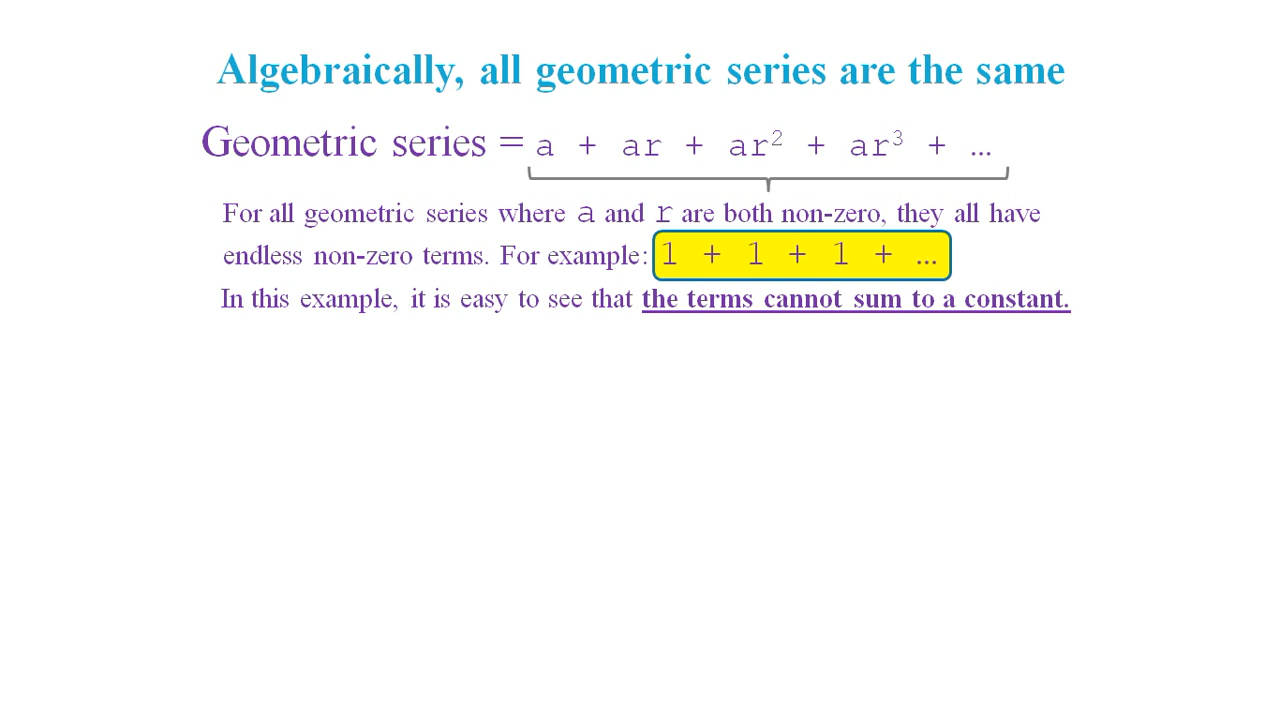 Algebraically, all geometric series are the same
Geometric series = a + ar + ar² + ar³ + …
For all geometric series where a and r are both non-zero, they all have
endless non-zero terms. For example: 1 + 1 + 1 + …
In this example, it is easy to see that the terms cannot sum to a constant.